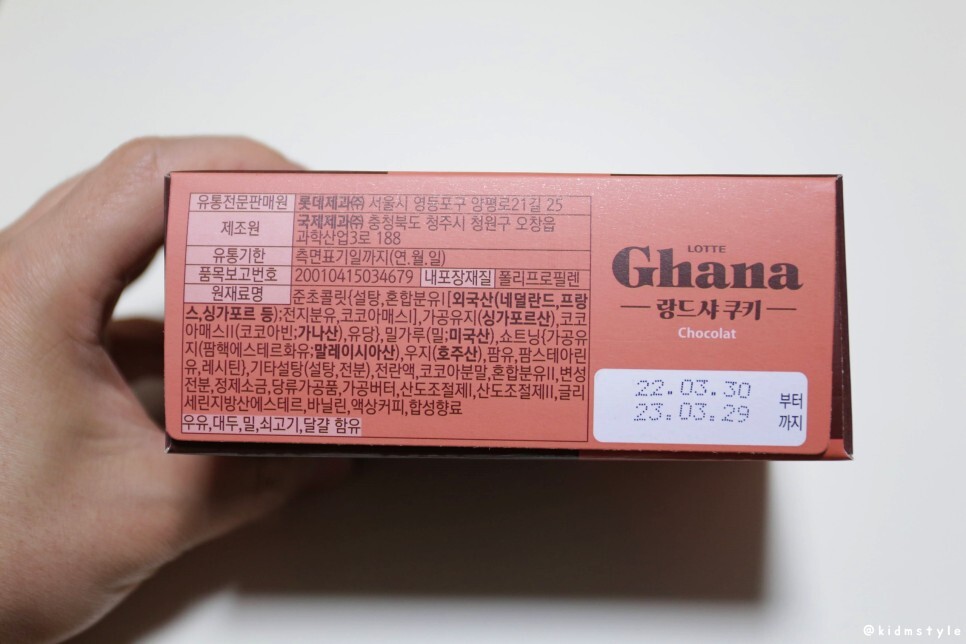 유통전문판매원 롯데제과㈜ 서울시 영등포구 양평로21길 25
제조원 국제제과㈜ 충청북도 청주시 청원구 오창읍
과학산업3로 188
유통기한 측면표기일까지(연.월.일)
품목보고번호 20010415034679 내포장재질 폴리프로필렌
원재료명 준초콜릿(설탕,혼합분유I[외국산(네덜란드,프랑
스,싱가포르 등);전지분유,코코아매스I],가공유지(싱가포르산),코코
아매스II(코코아빈;가나산),유당),밀가루(밀;미국산),쇼트닝(가공유
지(팜핵에스테르화유;말레이시아산),우지(호주산),팜유,팜스테아린
유,레시틴),기타설탕(설탕,전분),전란액,코코아분말,혼합분유II,변성
전분,정제소금,당류가공품,가공버터,산도조절제I,산도조절제II,글리
세린지방산에스테르,바닐린,액상커피,합성향료
우유,대두,밀,쇠고기,달걀 함유
LOTTE
Ghana
랑드샤 쿠키
Chocolat
22.03.30 부터
23.03.29 까지
@kidmstyle